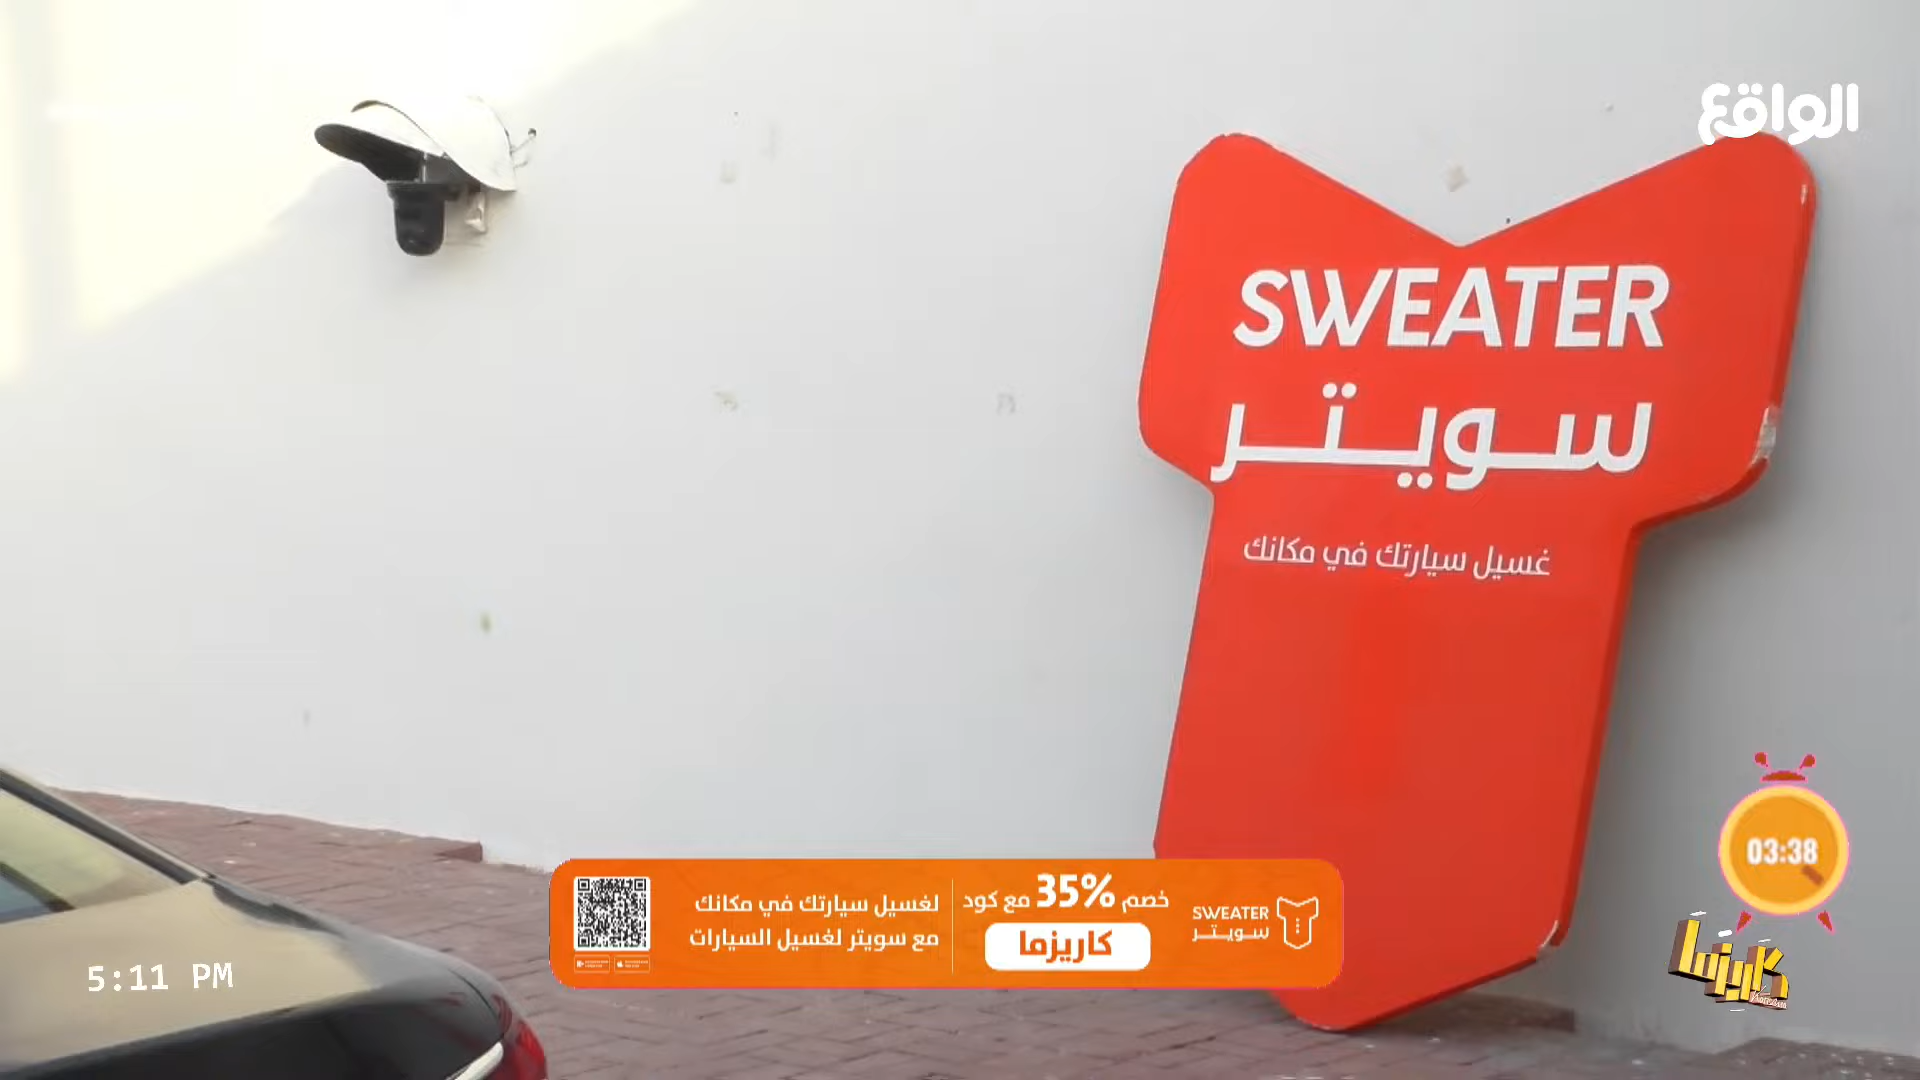 الواقع
SWEATER
سويتر
غسيل سيارتك في مكانك
03:38
SWEATER
سويتر
خصم 35% مع كود
كاريزما
لغسيل سيارتك في مكانك
مع سويتر لغسيل السيارات
5:11 PM
كاريزما